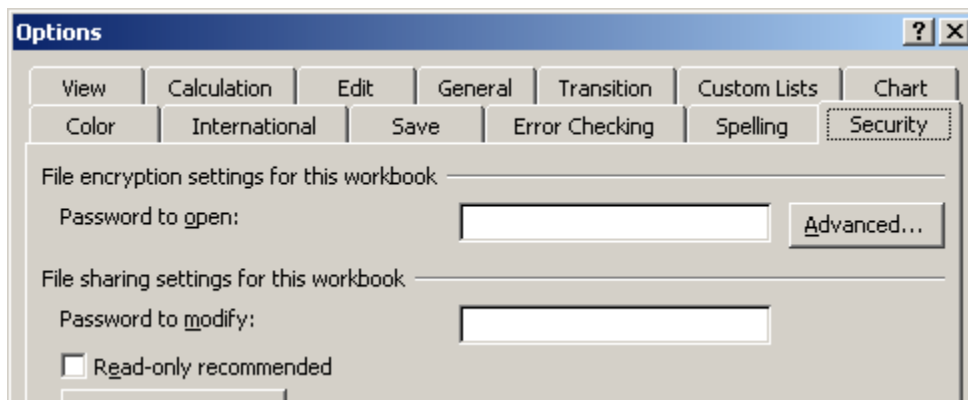 Options
View Calculation Edit General Transition Custom Lists Chart
Color International Save Error Checking Spelling Security
File encryption settings for this workbook
Password to open:
Advanced...
File sharing settings for this workbook
Password to modify:
Read-only recommended